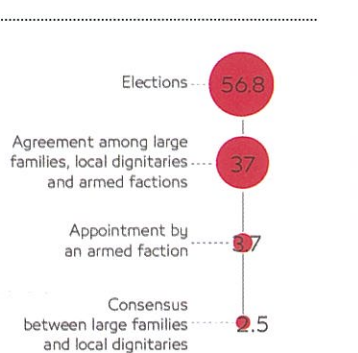 Elections 56.8
Agreement among large
families, local dignitaries 37
and armed factions
Appointment by
an armed faction 3.7
Consensus
between large families 2.5
and local dignitaries